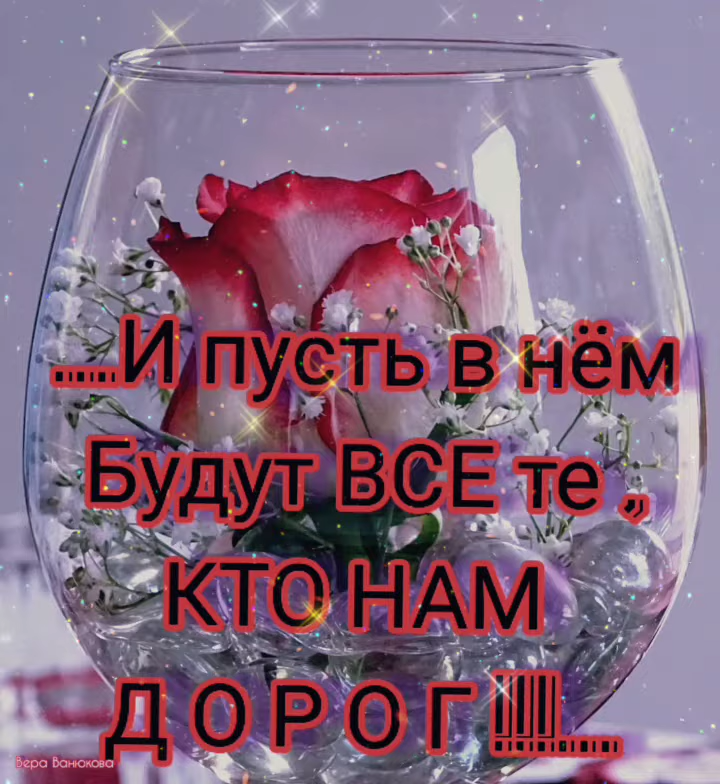 ......И пусть в нём
Будут ВСЕ те ,,
КТО НАМ
Д О Р О Г !!!!.....
Вера Ванюкова